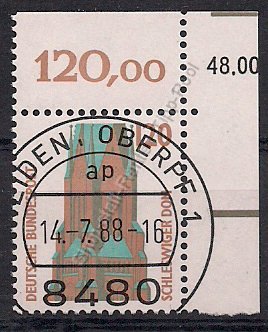 120,00
48.00
EIDEN, OBERPF 1
ap
14.-7.88-16
8480
DEUTSCHE BUNDES
SCHLESWIGER DOM